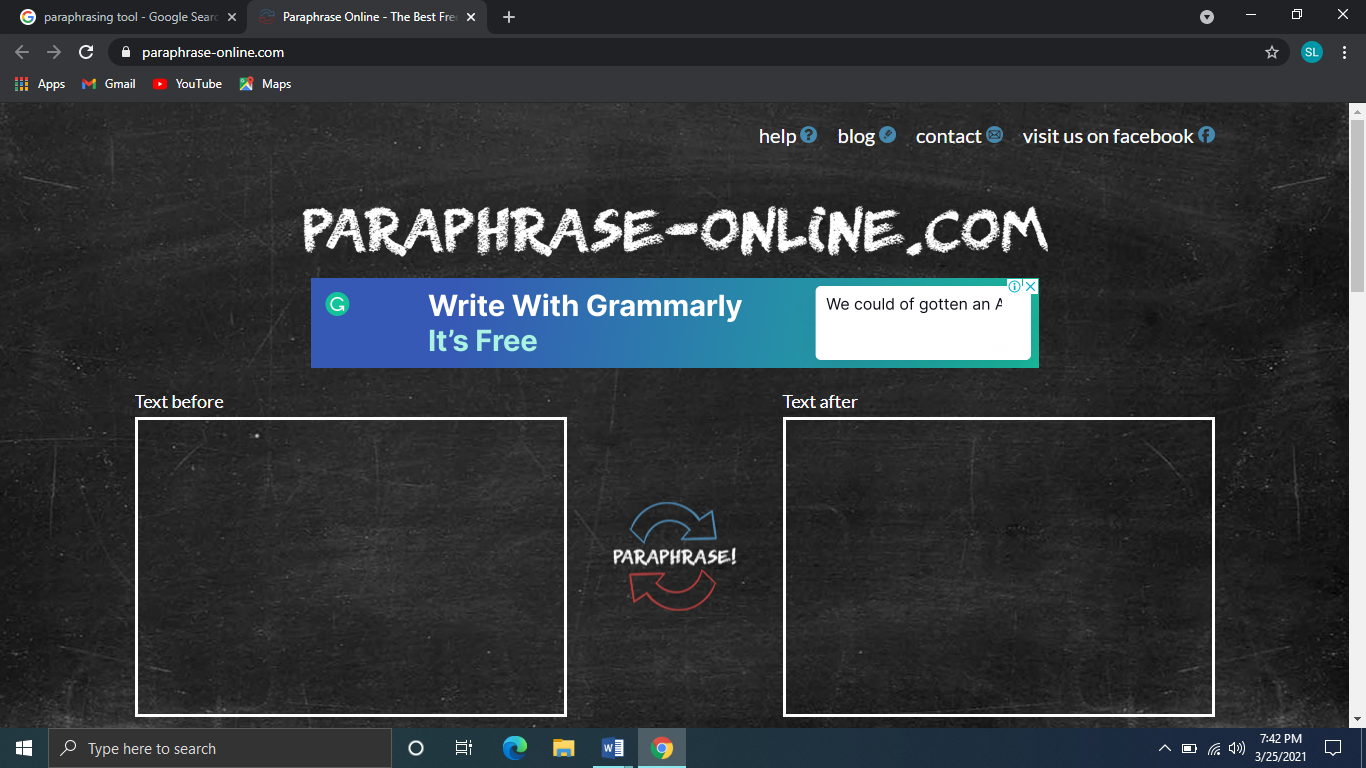 paraphrasing tool - Google Searc
Paraphrase Online - The Best Fre
paraphrase-online.com
SL
Apps
Gmail
YouTube
Maps
help
blog
contact
visit us on facebook
PARAPHRASE-ONLINE.COM
Write With Grammarly
It's Free
We could of gotten an A
Text before
Text after
PARAPHRASE!
Type here to search
7:42 PM
3/25/2021